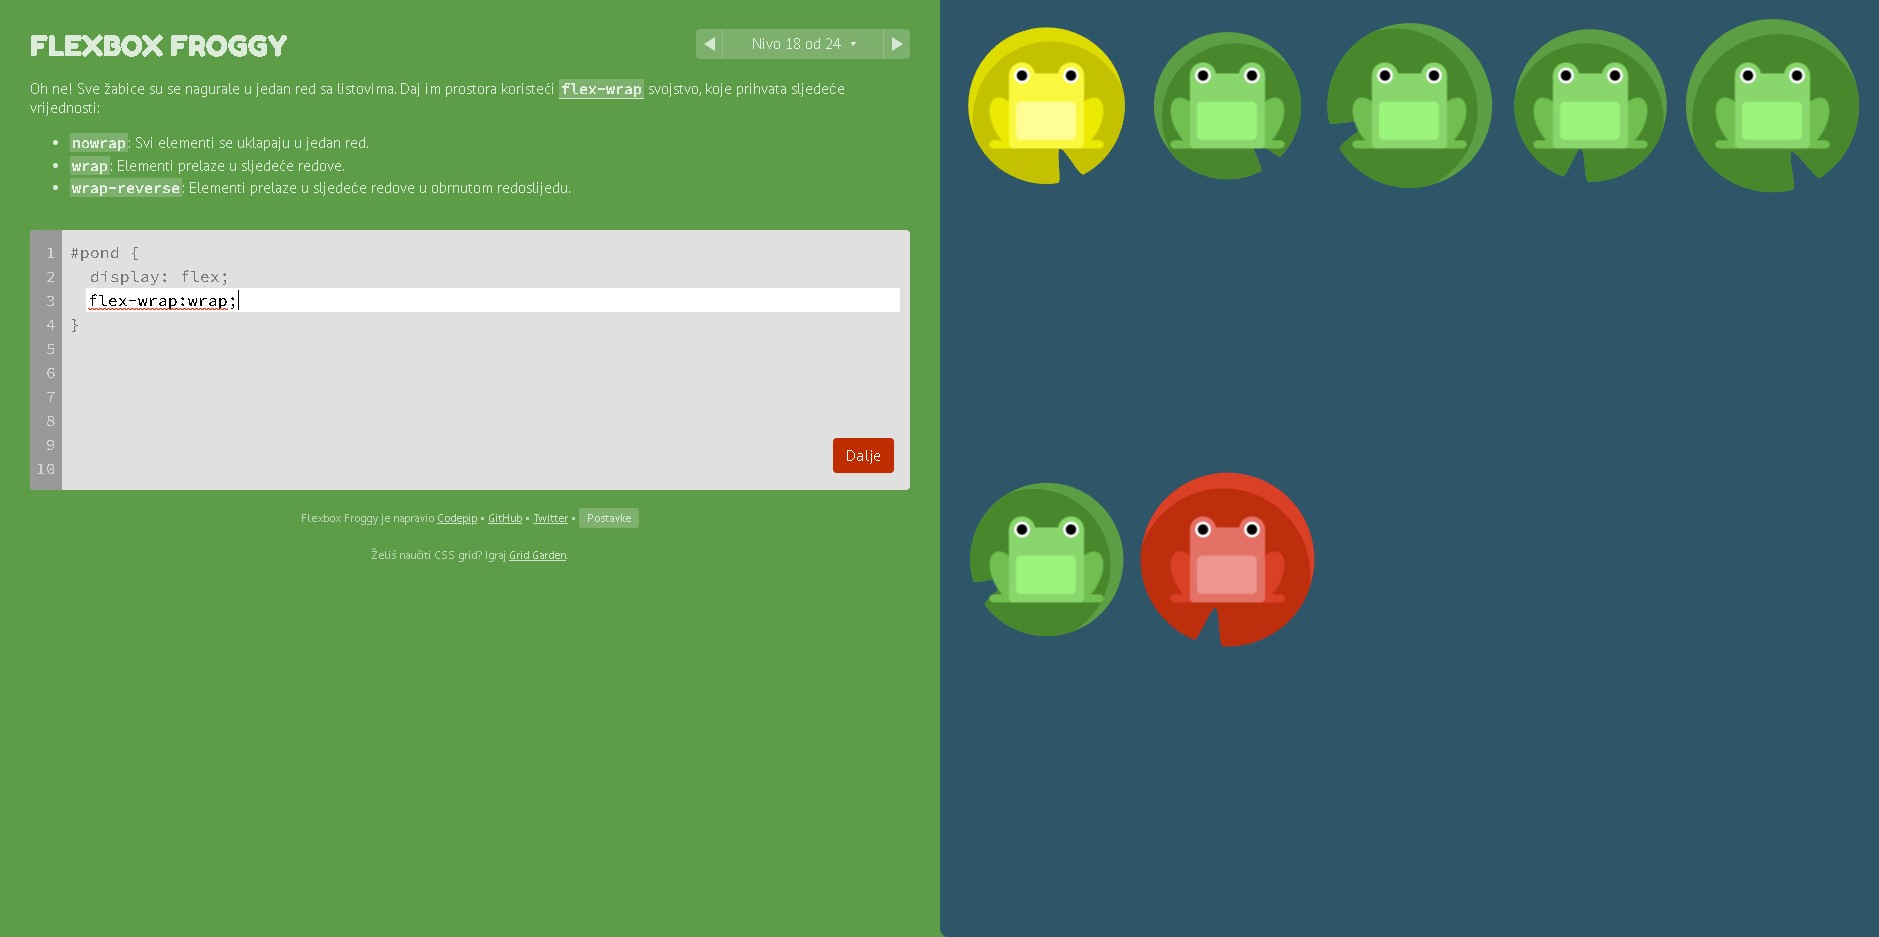 FLEXBOX FROGGY
Nivo 18 od 24
Oh ne! Sve žabice su se nagurale u jedan red sa listovima. Daj im prostora koristeći flex-wrap svojstvo, koje prihvata sljedeće
vrijednosti:
• nowrap: Svi elementi se uklapaju u jedan red.
• wrap: Elementi prelaze u sljedeće redove.
• wrap-reverse: Elementi prelaze u sljedeće redove u obrnutom redoslijedu.
1 #pond {
2 display: flex;
3 flex-wrap:wrap;
4 }
5
6
7
8
9
10
Dalje
Flexbox Froggy je napravio Codepip • GitHub • Twitter • Postavke
Želiš naučiti CSS grid? Igraj Grid Garden.